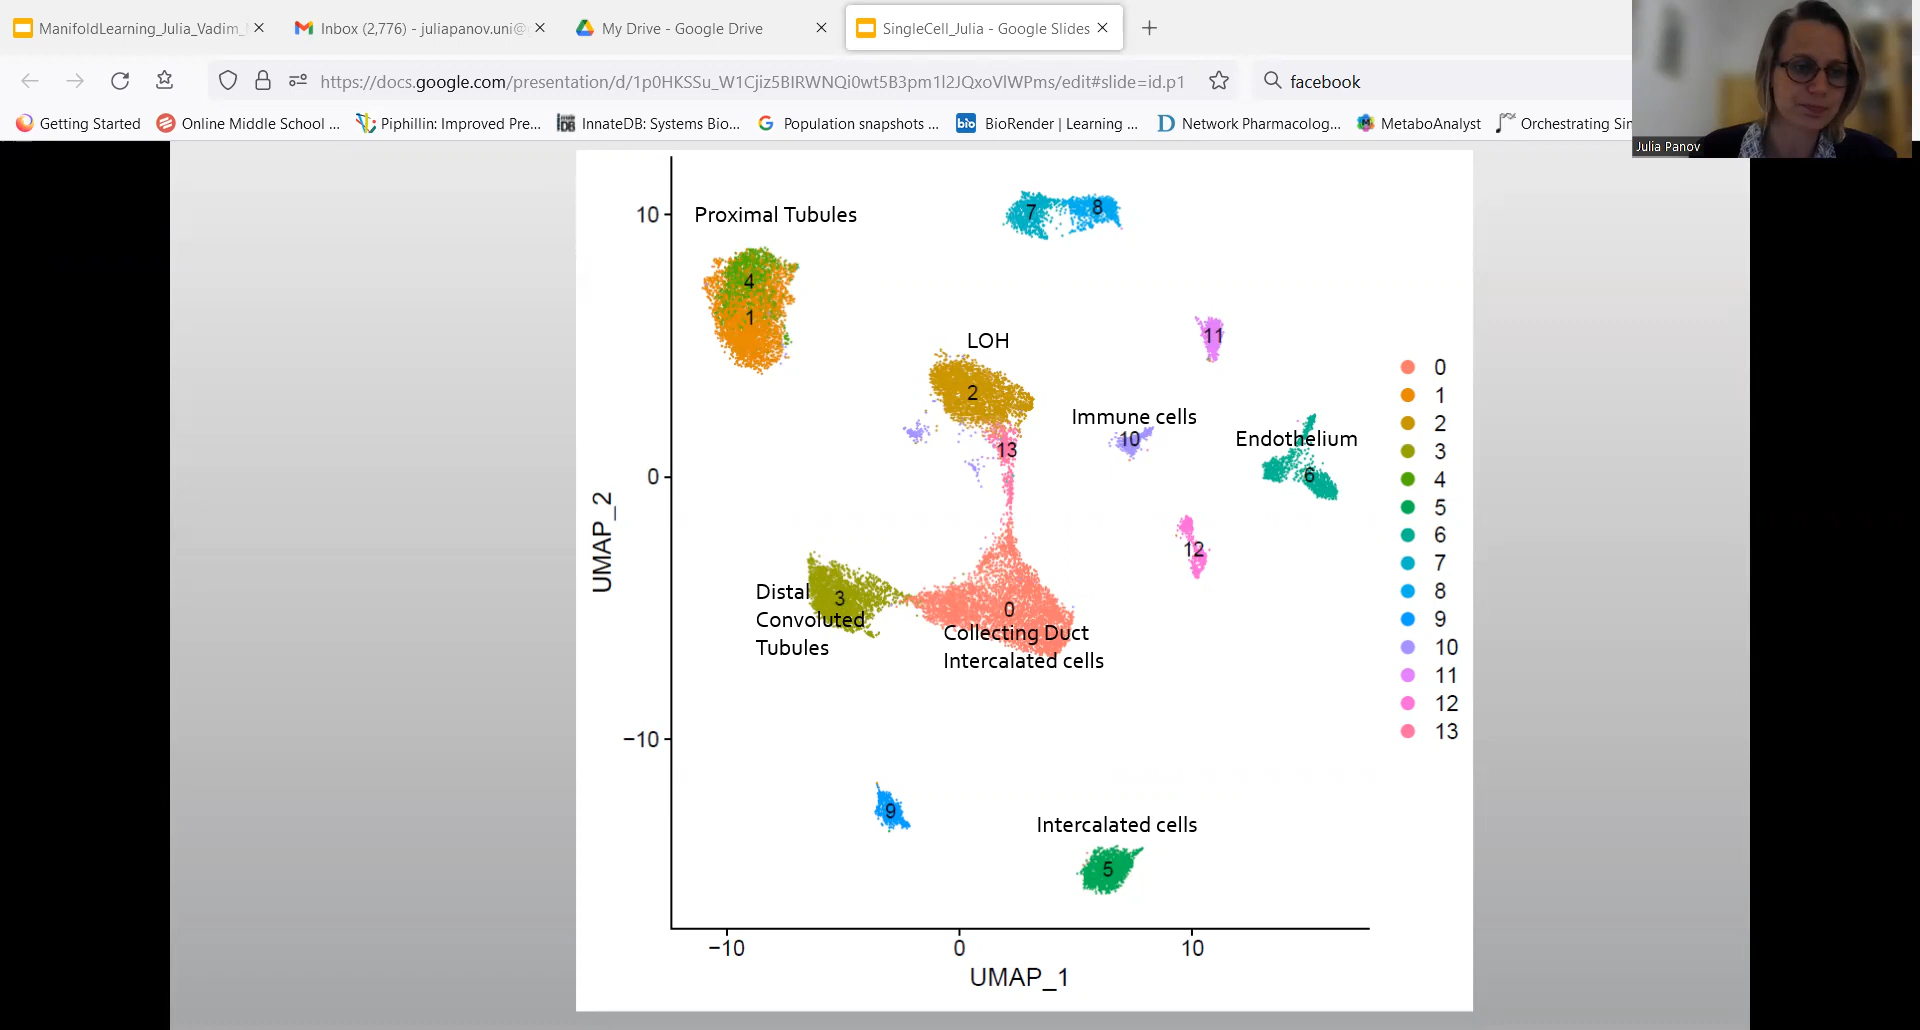 ManifoldLearning_Julia_Vadim_
Inbox (2,776) - juliapanov.uni@
My Drive - Google Drive
SingleCell_Julia - Google Slides
https://docs.google.com/presentation/d/1p0HKSSu_W1Cjiz5BIRWNQi0wt5B3pm1l2JQxoVlWPms/edit#slide=id.p1
facebook
Getting Started
Online Middle School ...
Piphillin: Improved Pre...
IDB
InnateDB: Systems Bio...
Population snapshots ...
bio
BioRender | Learning ...
Network Pharmacolog...
MetaboAnalyst
Orchestrating Sin
Julia Panov
Proximal Tubules
LOH
Immune cells
Endothelium
Distal
Convoluted
Tubules
Collecting Duct
Intercalated cells
Intercalated cells
7
8
4
1
11
2
10
13
6
12
3
0
9
5
10
0
−10
UMAP_2
−10
0
10
UMAP_1
0
1
2
3
4
5
6
7
8
9
10
11
12
13